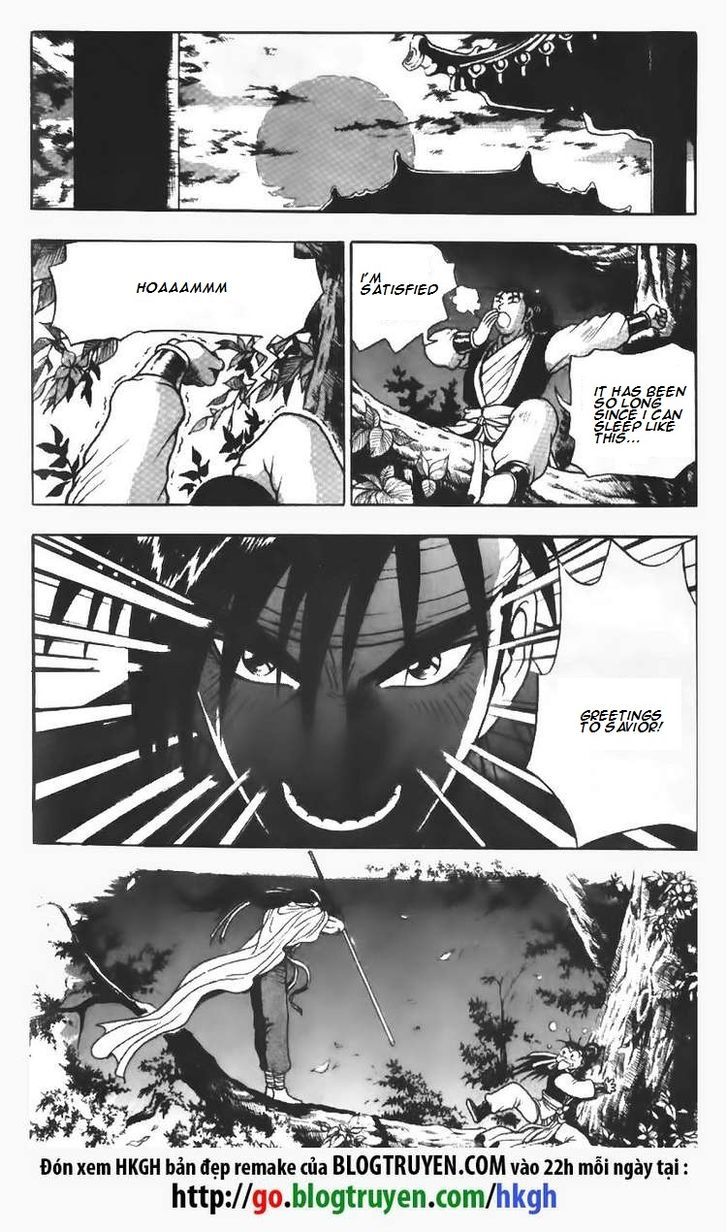 HOAAAMMM
I'M
SATISFIED
IT HAS BEEN
SO LONG
SINCE I CAN
SLEEP LIKE
THIS...
GREETINGS
TO SAVIOR!
Đón xem HKGH bản đẹp remake của BLOGTRUYEN.COM vào 22h mỗi ngày tại :
http://go.blogtruyen.com/hkgh